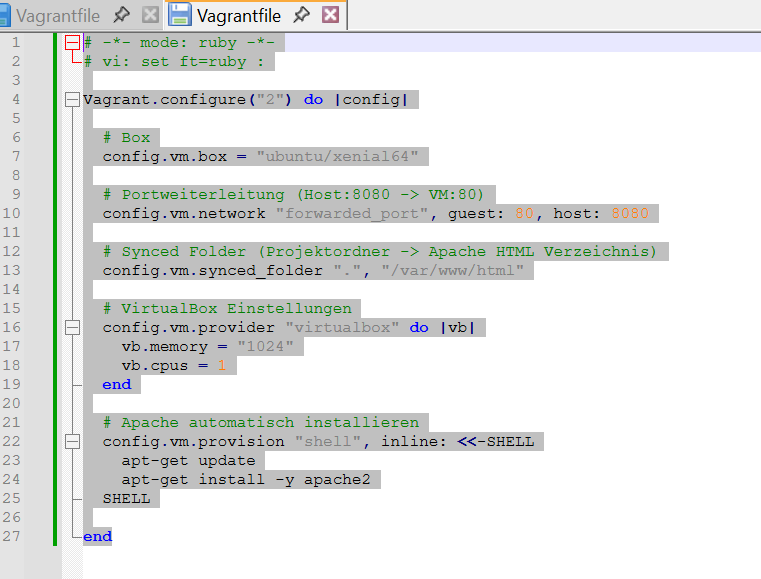 Vagrantfile Vagrantfile
1 # -*- mode: ruby -*-
2 # vi: set ft=ruby :
3
4 Vagrant.configure("2") do |config|
5
6   # Box
7   config.vm.box = "ubuntu/xenial64"
8
9   # Portweiterleitung (Host:8080 -> VM:80)
10   config.vm.network "forwarded_port", guest: 80, host: 8080
11
12   # Synced Folder (Projektordner -> Apache HTML Verzeichnis)
13   config.vm.synced_folder ".", "/var/www/html"
14
15   # VirtualBox Einstellungen
16   config.vm.provider "virtualbox" do |vb|
17     vb.memory = "1024"
18     vb.cpus = 1
19   end
20
21   # Apache automatisch installieren
22   config.vm.provision "shell", inline: <<-SHELL
23     apt-get update
24     apt-get install -y apache2
25   SHELL
26
27 end